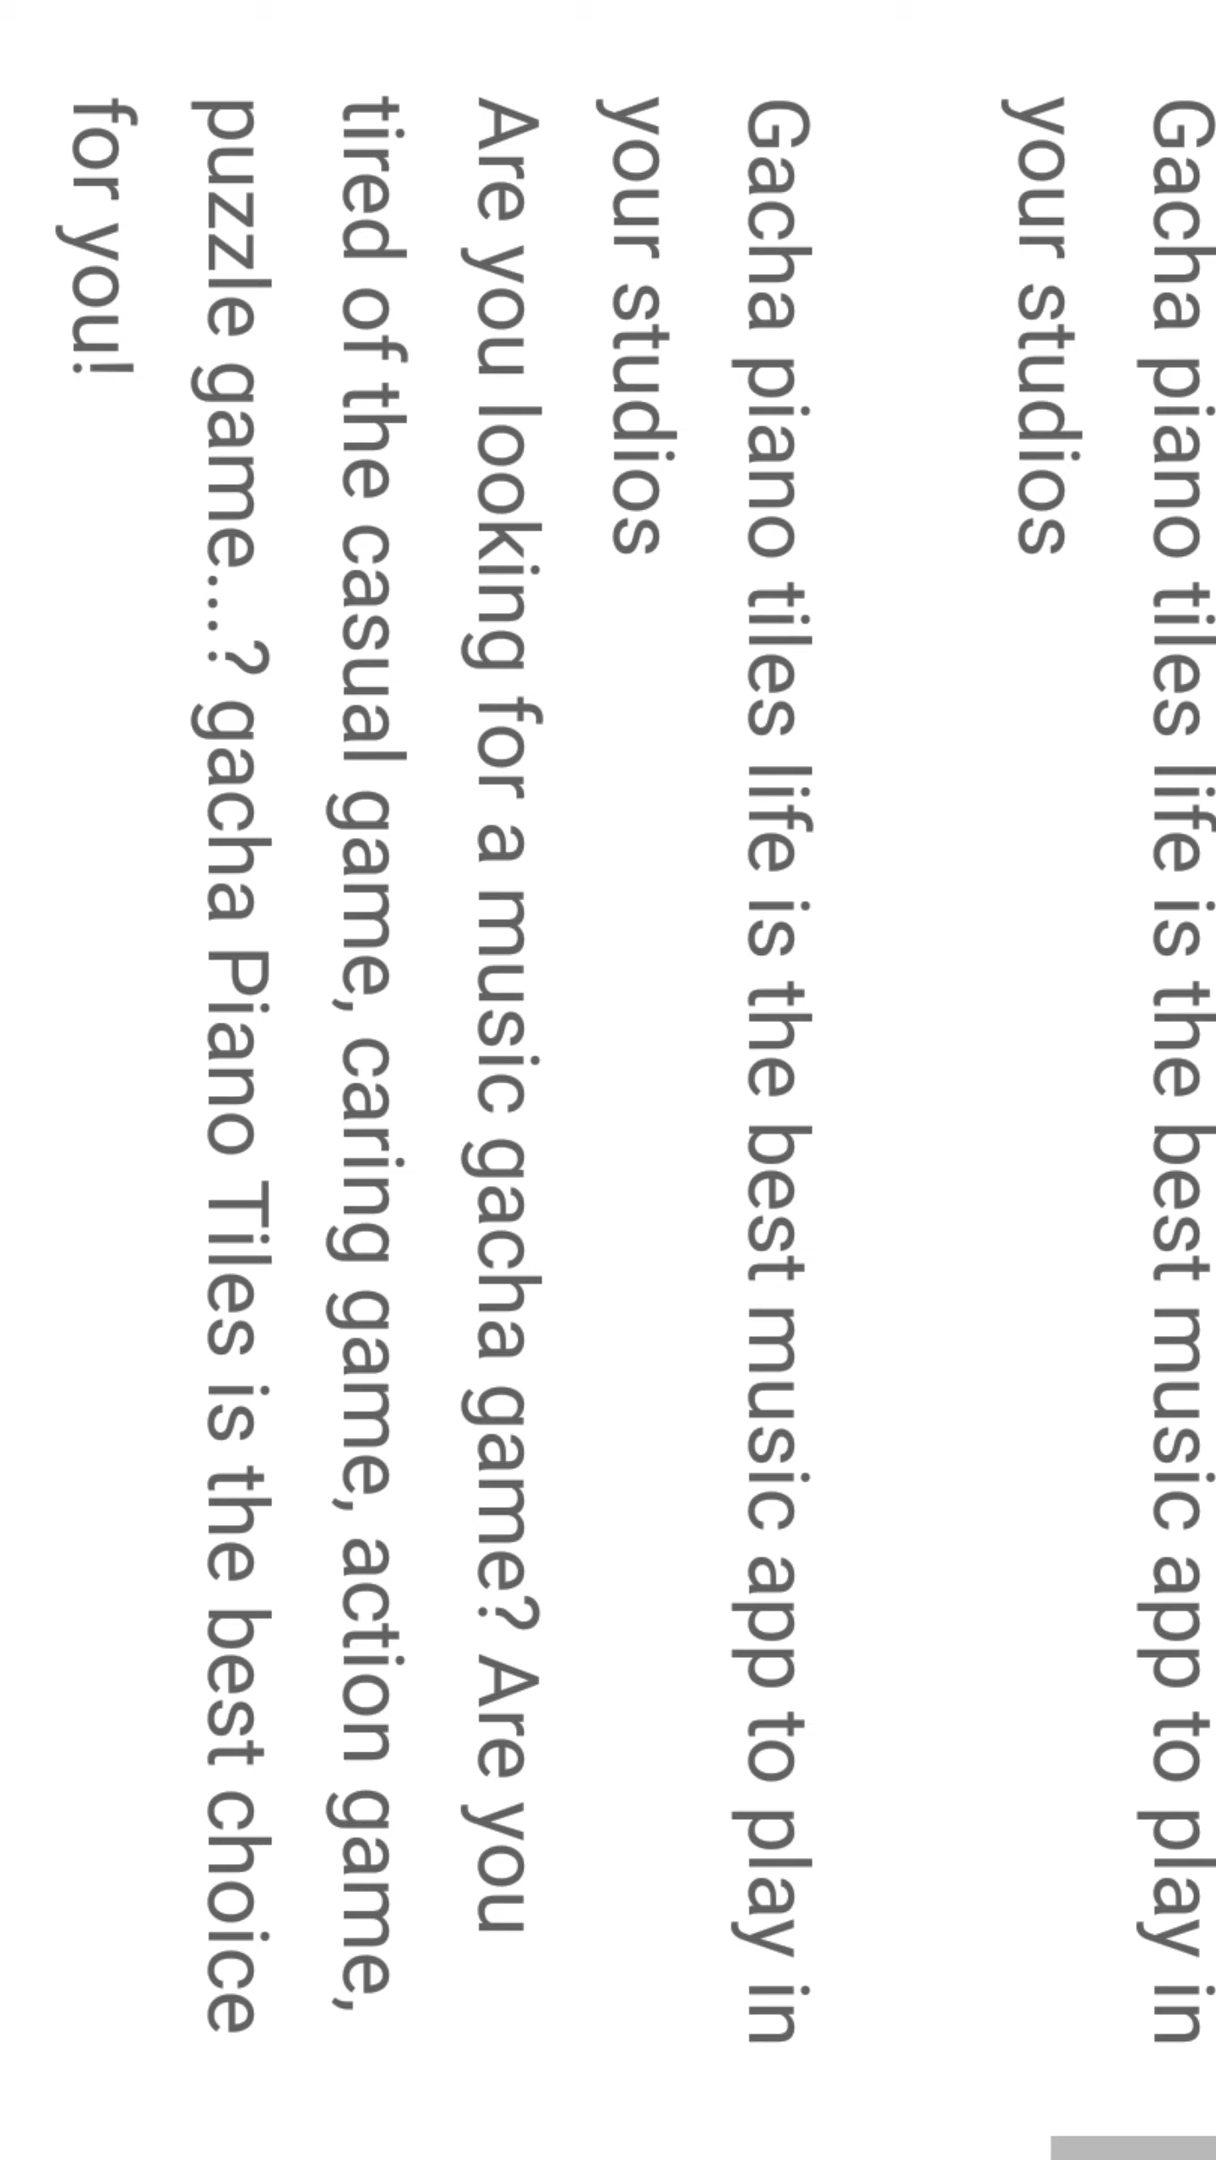 Gacha piano tiles life is the best music app to play in
your studios
Gacha piano tiles life is the best music app to play in
your studios
Are you looking for a music gacha game? Are you
tired of the casual game, caring game, action game,
puzzle game...? gacha Piano Tiles is the best choice
for you!